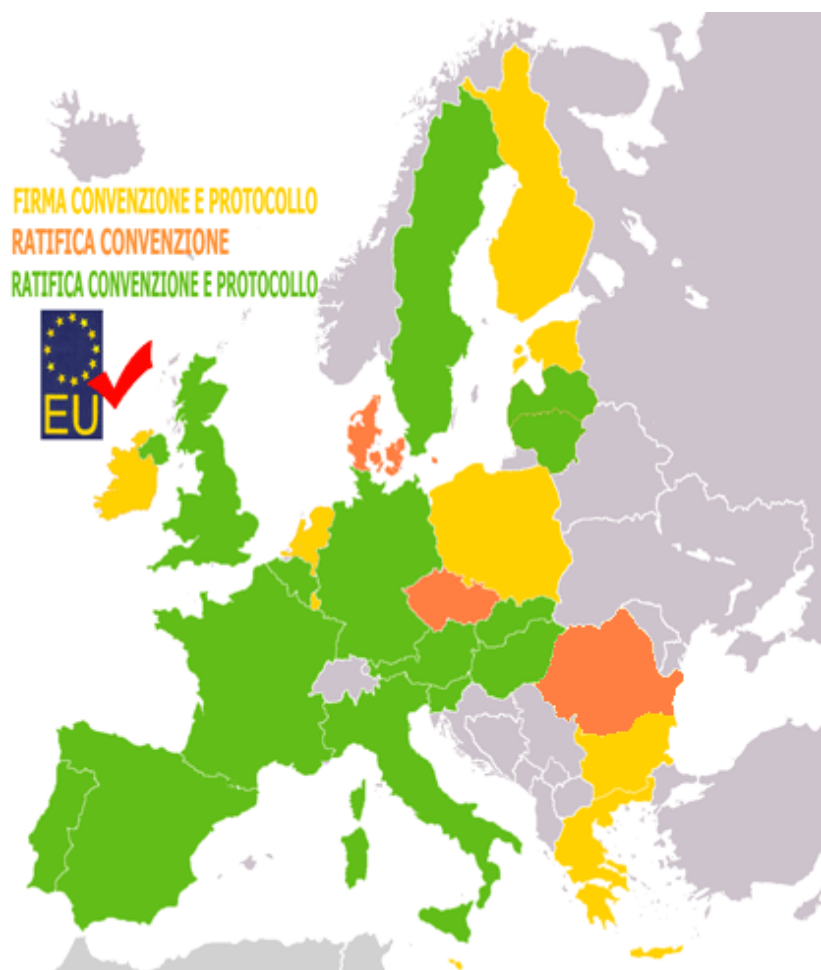 FIRMA CONVENZIONE E PROTOCOLLO
RATIFICA CONVENZIONE
RATIFICA CONVENZIONE E PROTOCOLLO
EU